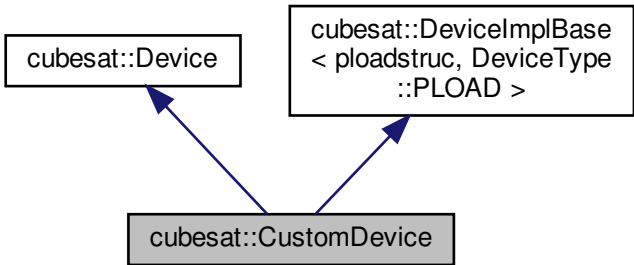 cubesat::Device
cubesat::DeviceImplBase
< ploadstruc, DeviceType
::PLOAD >
cubesat::CustomDevice